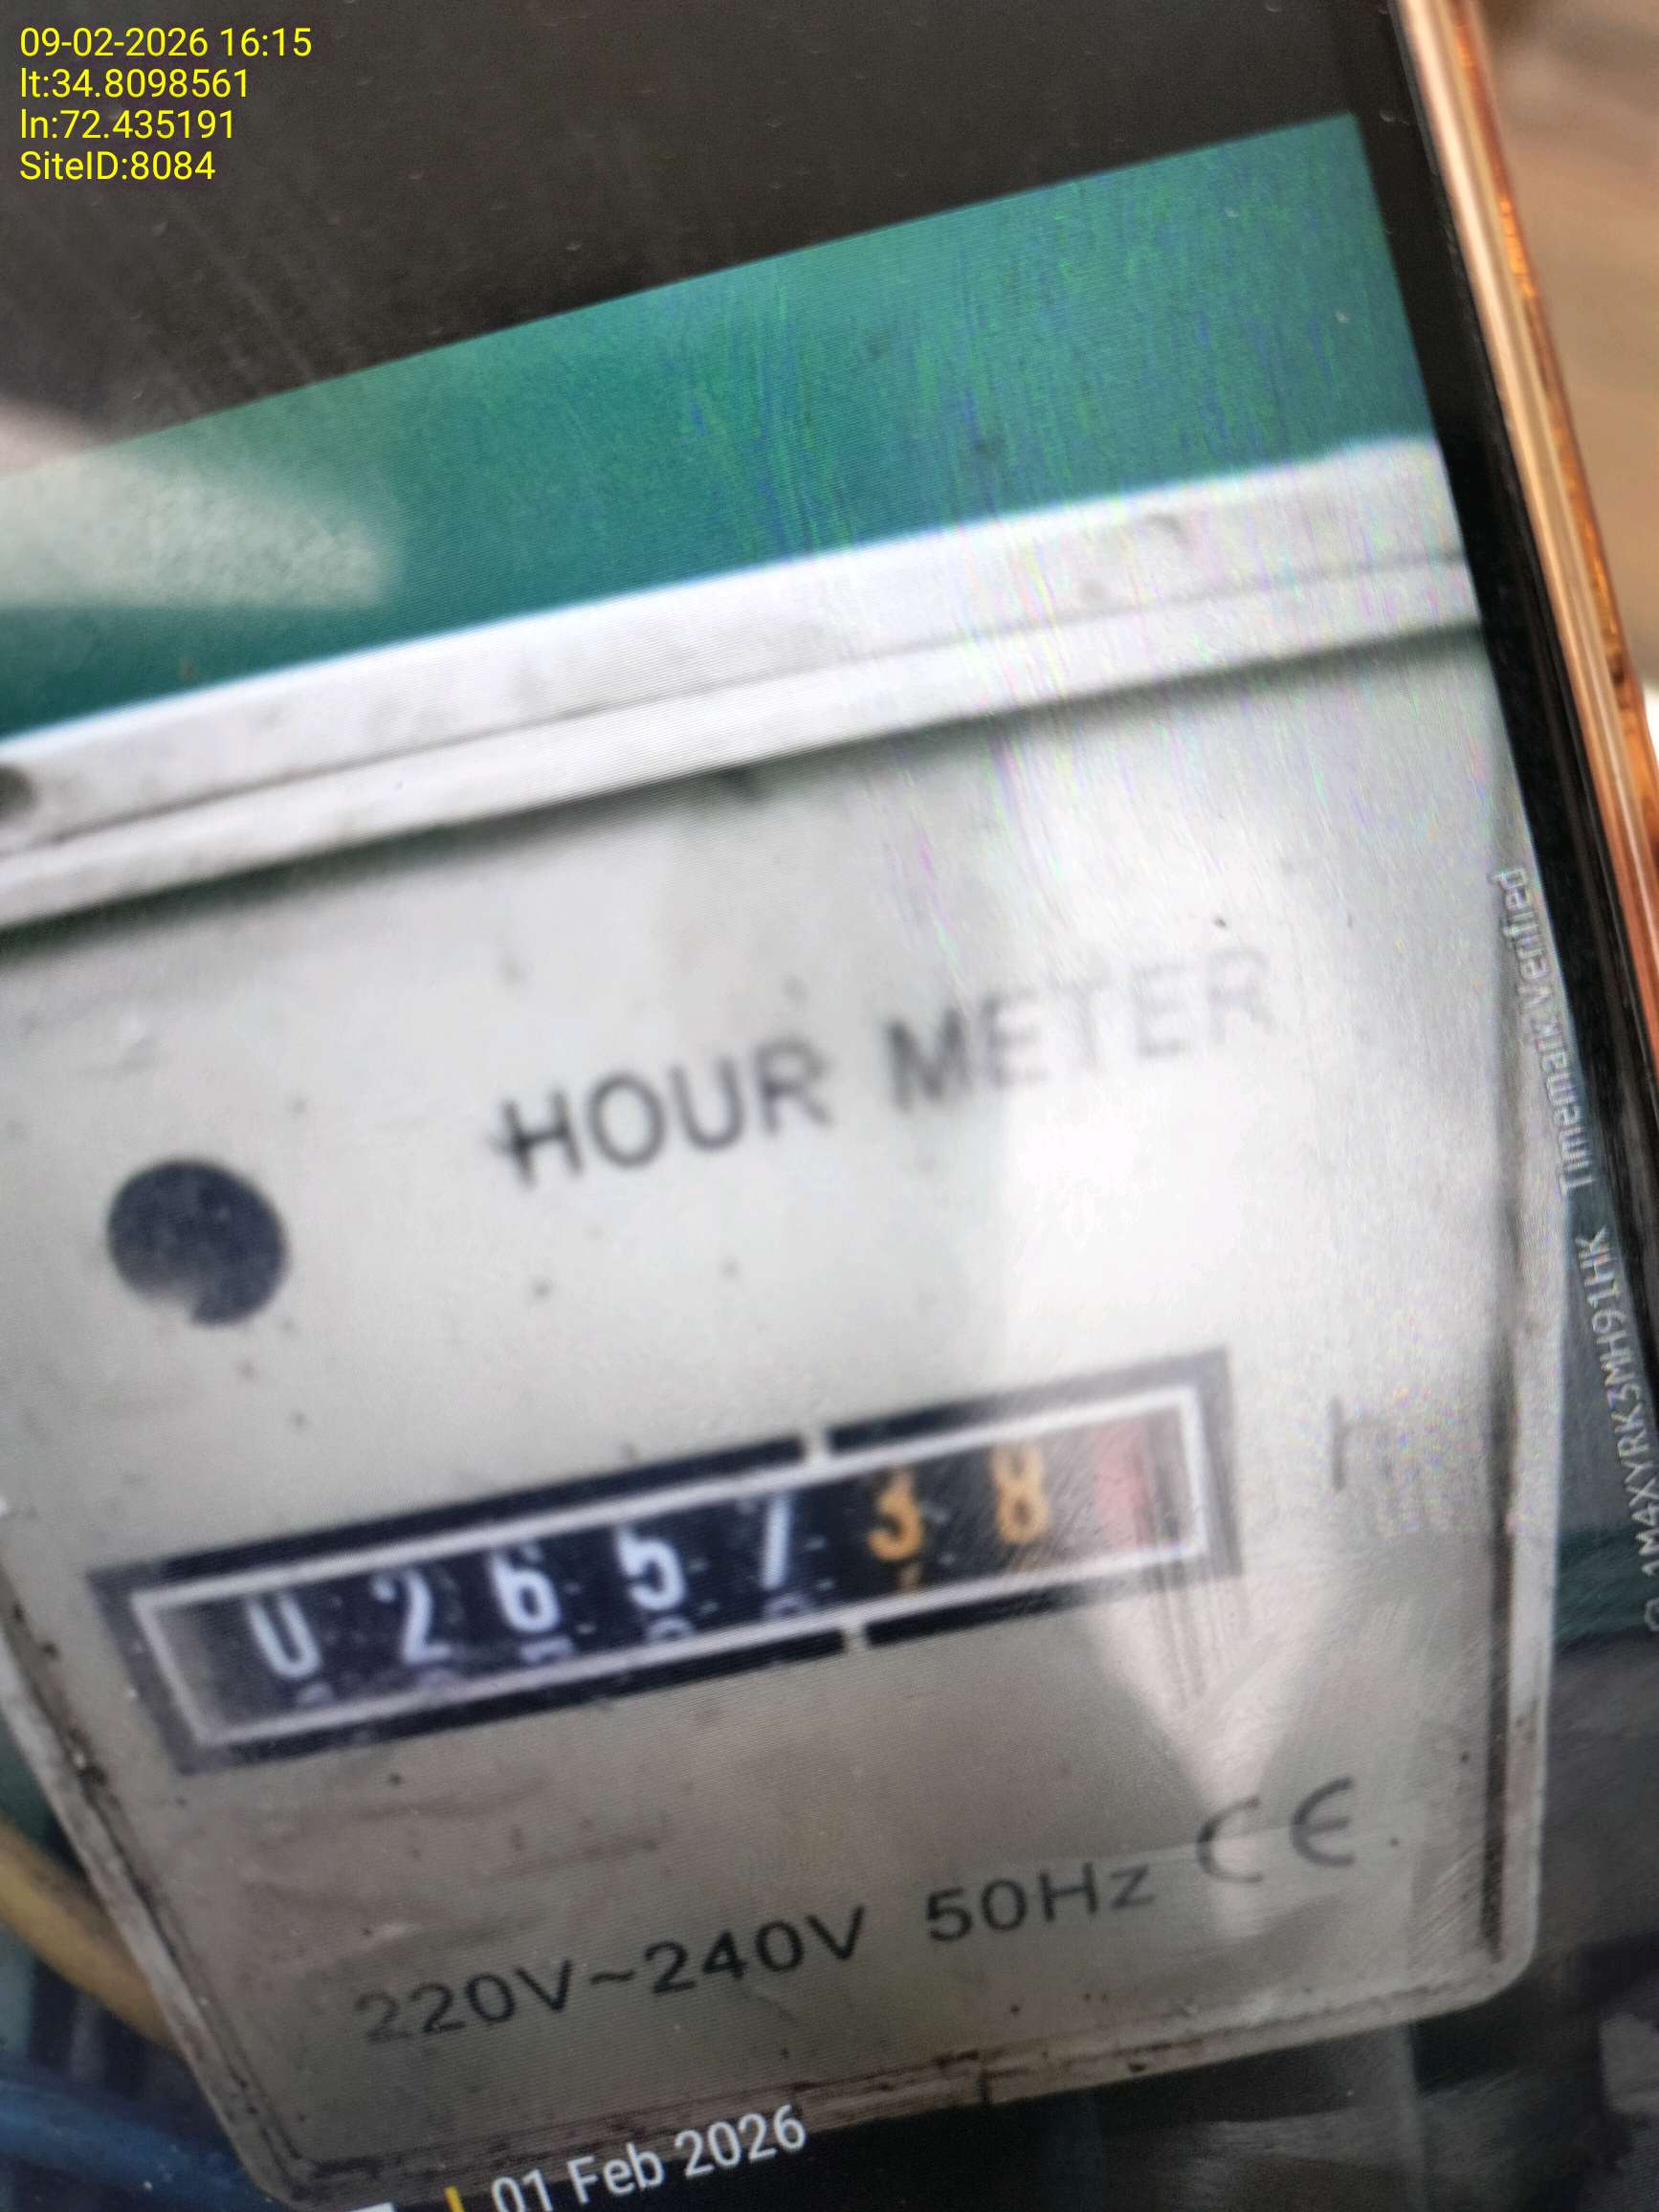 09-02-2026 16:15
lt:34.8098561
ln:72.435191
SiteID:8084
HOUR METER
0265738
220V~240V 50Hz CE
01 Feb 2026
1M4XYRK3MH91HK Timemark Verified